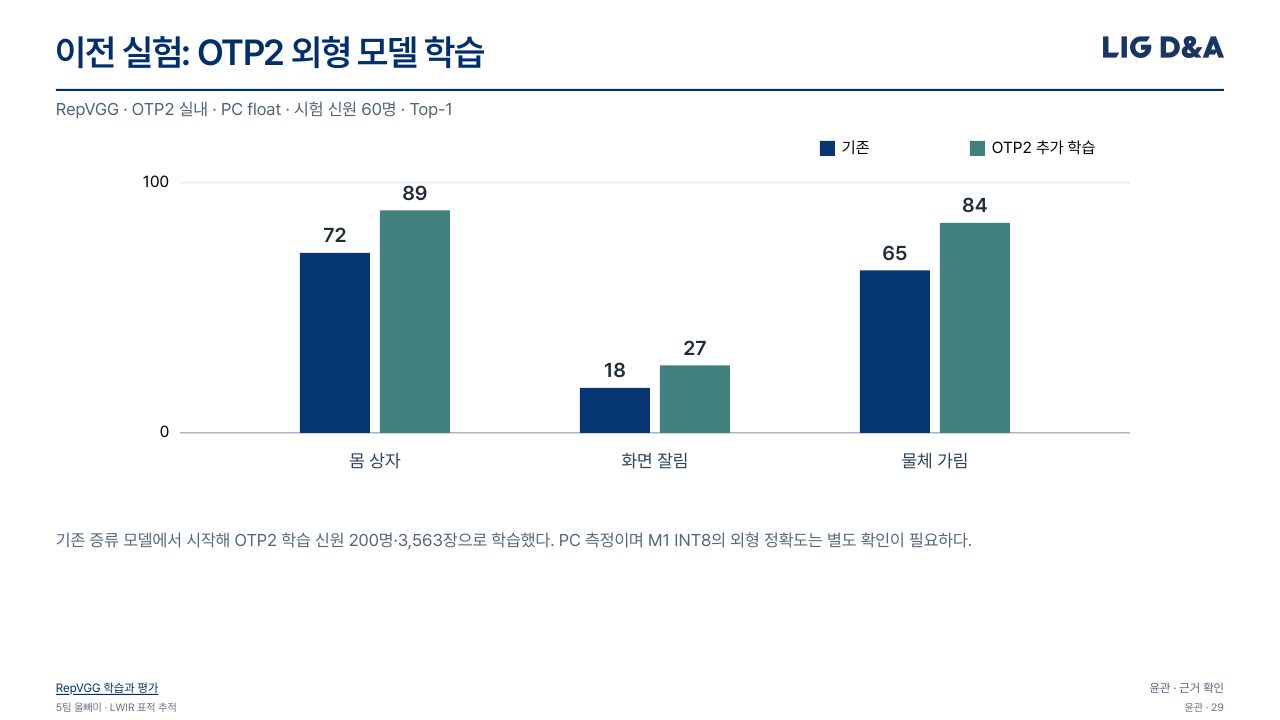 이전 실험: OTP2 외형 모델 학습
LIG D&A
RepVGG · OTP2 실내 · PC float · 시험 신원 60명 · Top-1
기존
OTP2 추가 학습
100
89
72
84
65
27
18
0
몸 상자
화면 잘림
물체 가림
기존 증류 모델에서 시작해 OTP2 학습 신원 200명·3,563장으로 학습했다. PC 측정이며 M1 INT8의 외형 정확도는 별도 확인이 필요하다.
RepVGG 학습과 평가
윤관 · 근거 확인
5팀 올빼미 · LWIR 표적 추적
윤관 · 29